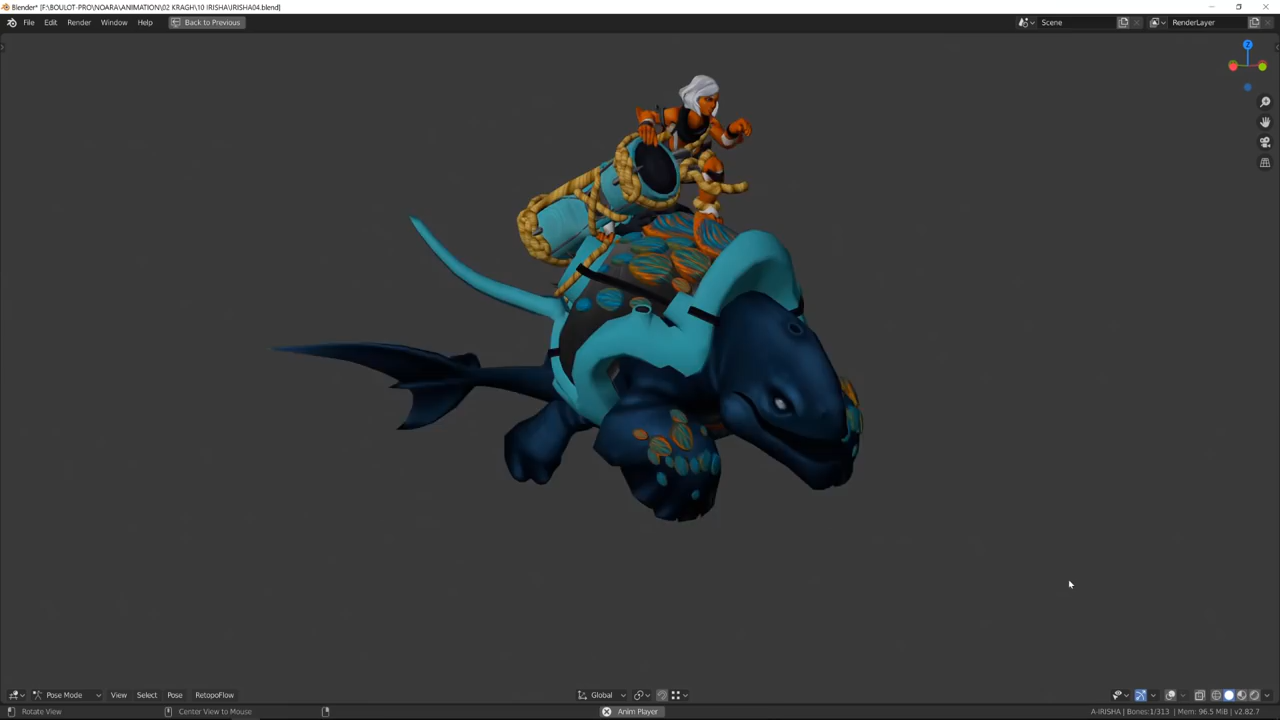 Blender* [F:\BOULOT-PRO\NOARA\ANIMATION\02 KRAGH\10 IRISHA\IRISHA04.blend]
File Edit Render Window Help Back to Previous Scene RenderLayer
Z
Pose Mode View Select Pose RetopoFlow Global
Rotate View Center View to Mouse Anim Player A-IRISHA | Bones:1/313 | Mem: 96.5 MiB | v2.82.7